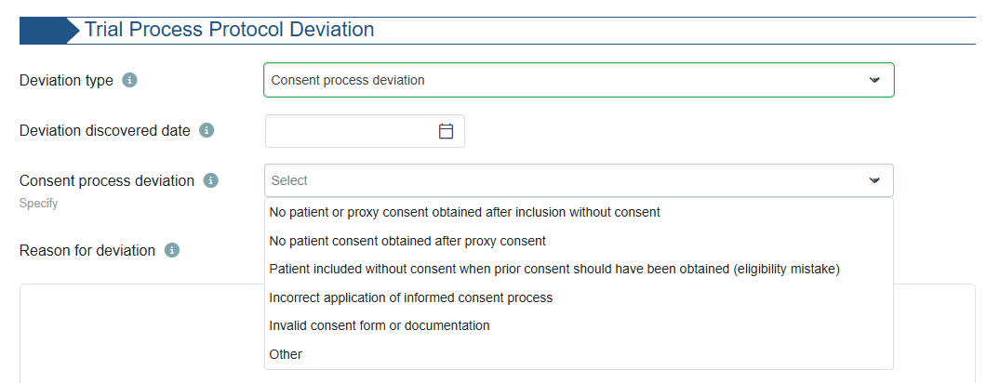 Trial Process Protocol Deviation
Deviation type
Consent process deviation
Deviation discovered date
Consent process deviation
Specify
Select
No patient or proxy consent obtained after inclusion without consent
No patient consent obtained after proxy consent
Patient included without consent when prior consent should have been obtained (eligibility mistake)
Incorrect application of informed consent process
Invalid consent form or documentation
Other
Reason for deviation